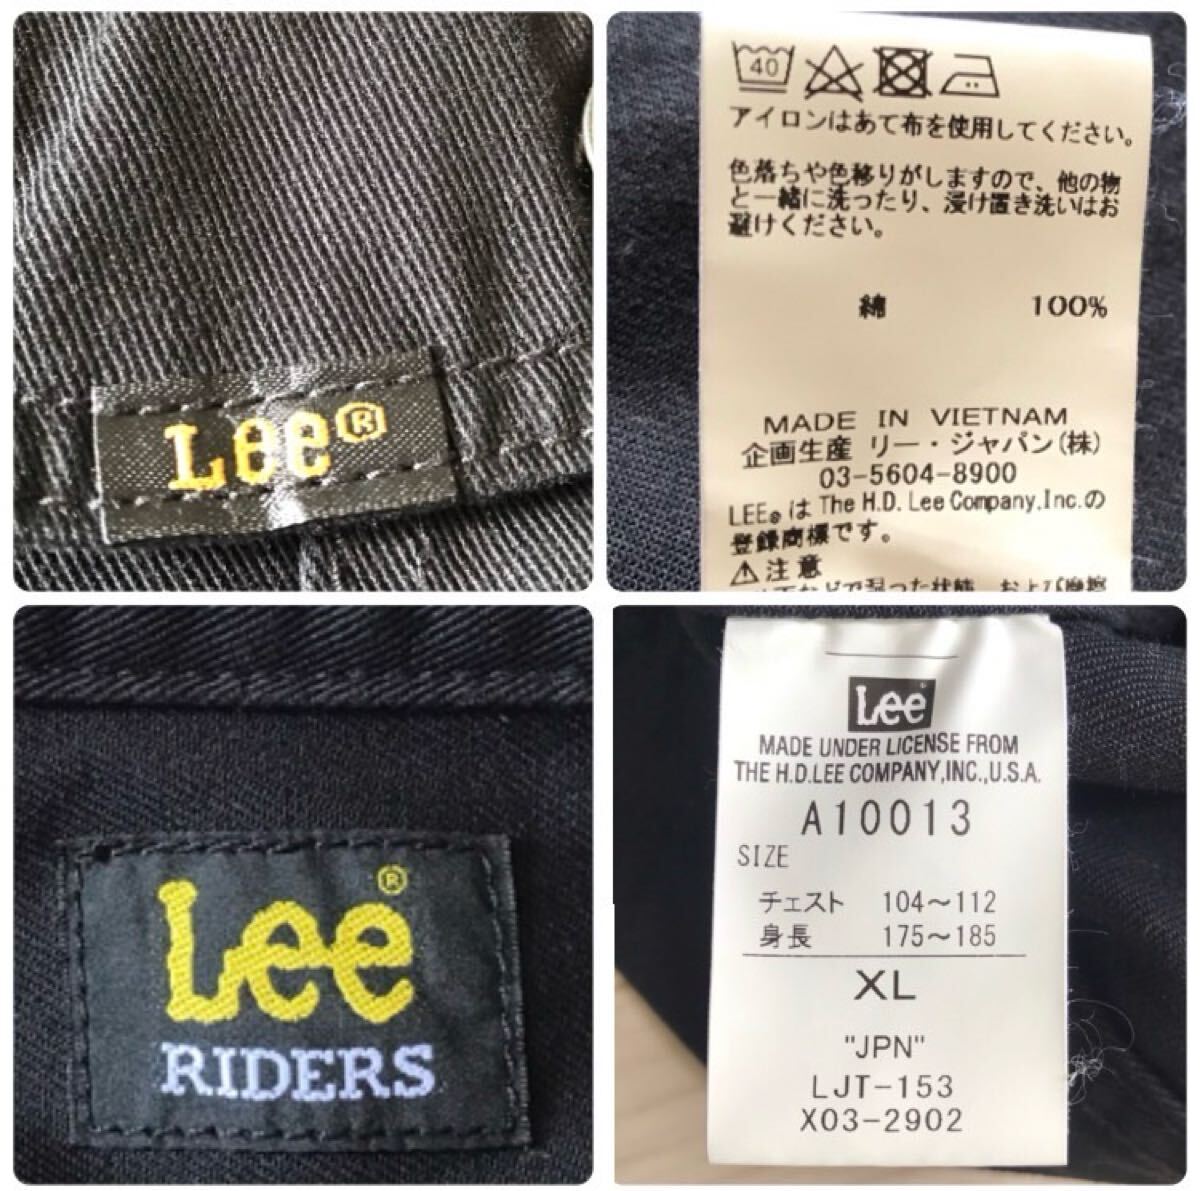 Lee®
40
アイロンはあて布を使用してください。
色落ちや色移りがしますので、他の物
と一緒に洗ったり、浸け置き洗いはお
避けください。
綿 100%
MADE IN VIETNAM
企画生産 リー・ジャパン(株)
03-5604-8900
LEE®は The H.D. Lee Company,Inc.の
登録商標です。
⚠注意
Lee®
RIDERS
Lee
MADE UNDER LICENSE FROM
THE H.D.LEE COMPANY,INC.,U.S.A.
A10013
SIZE
チェスト 104～112
身長 175～185
XL
"JPN"
LJT-153
X03-2902